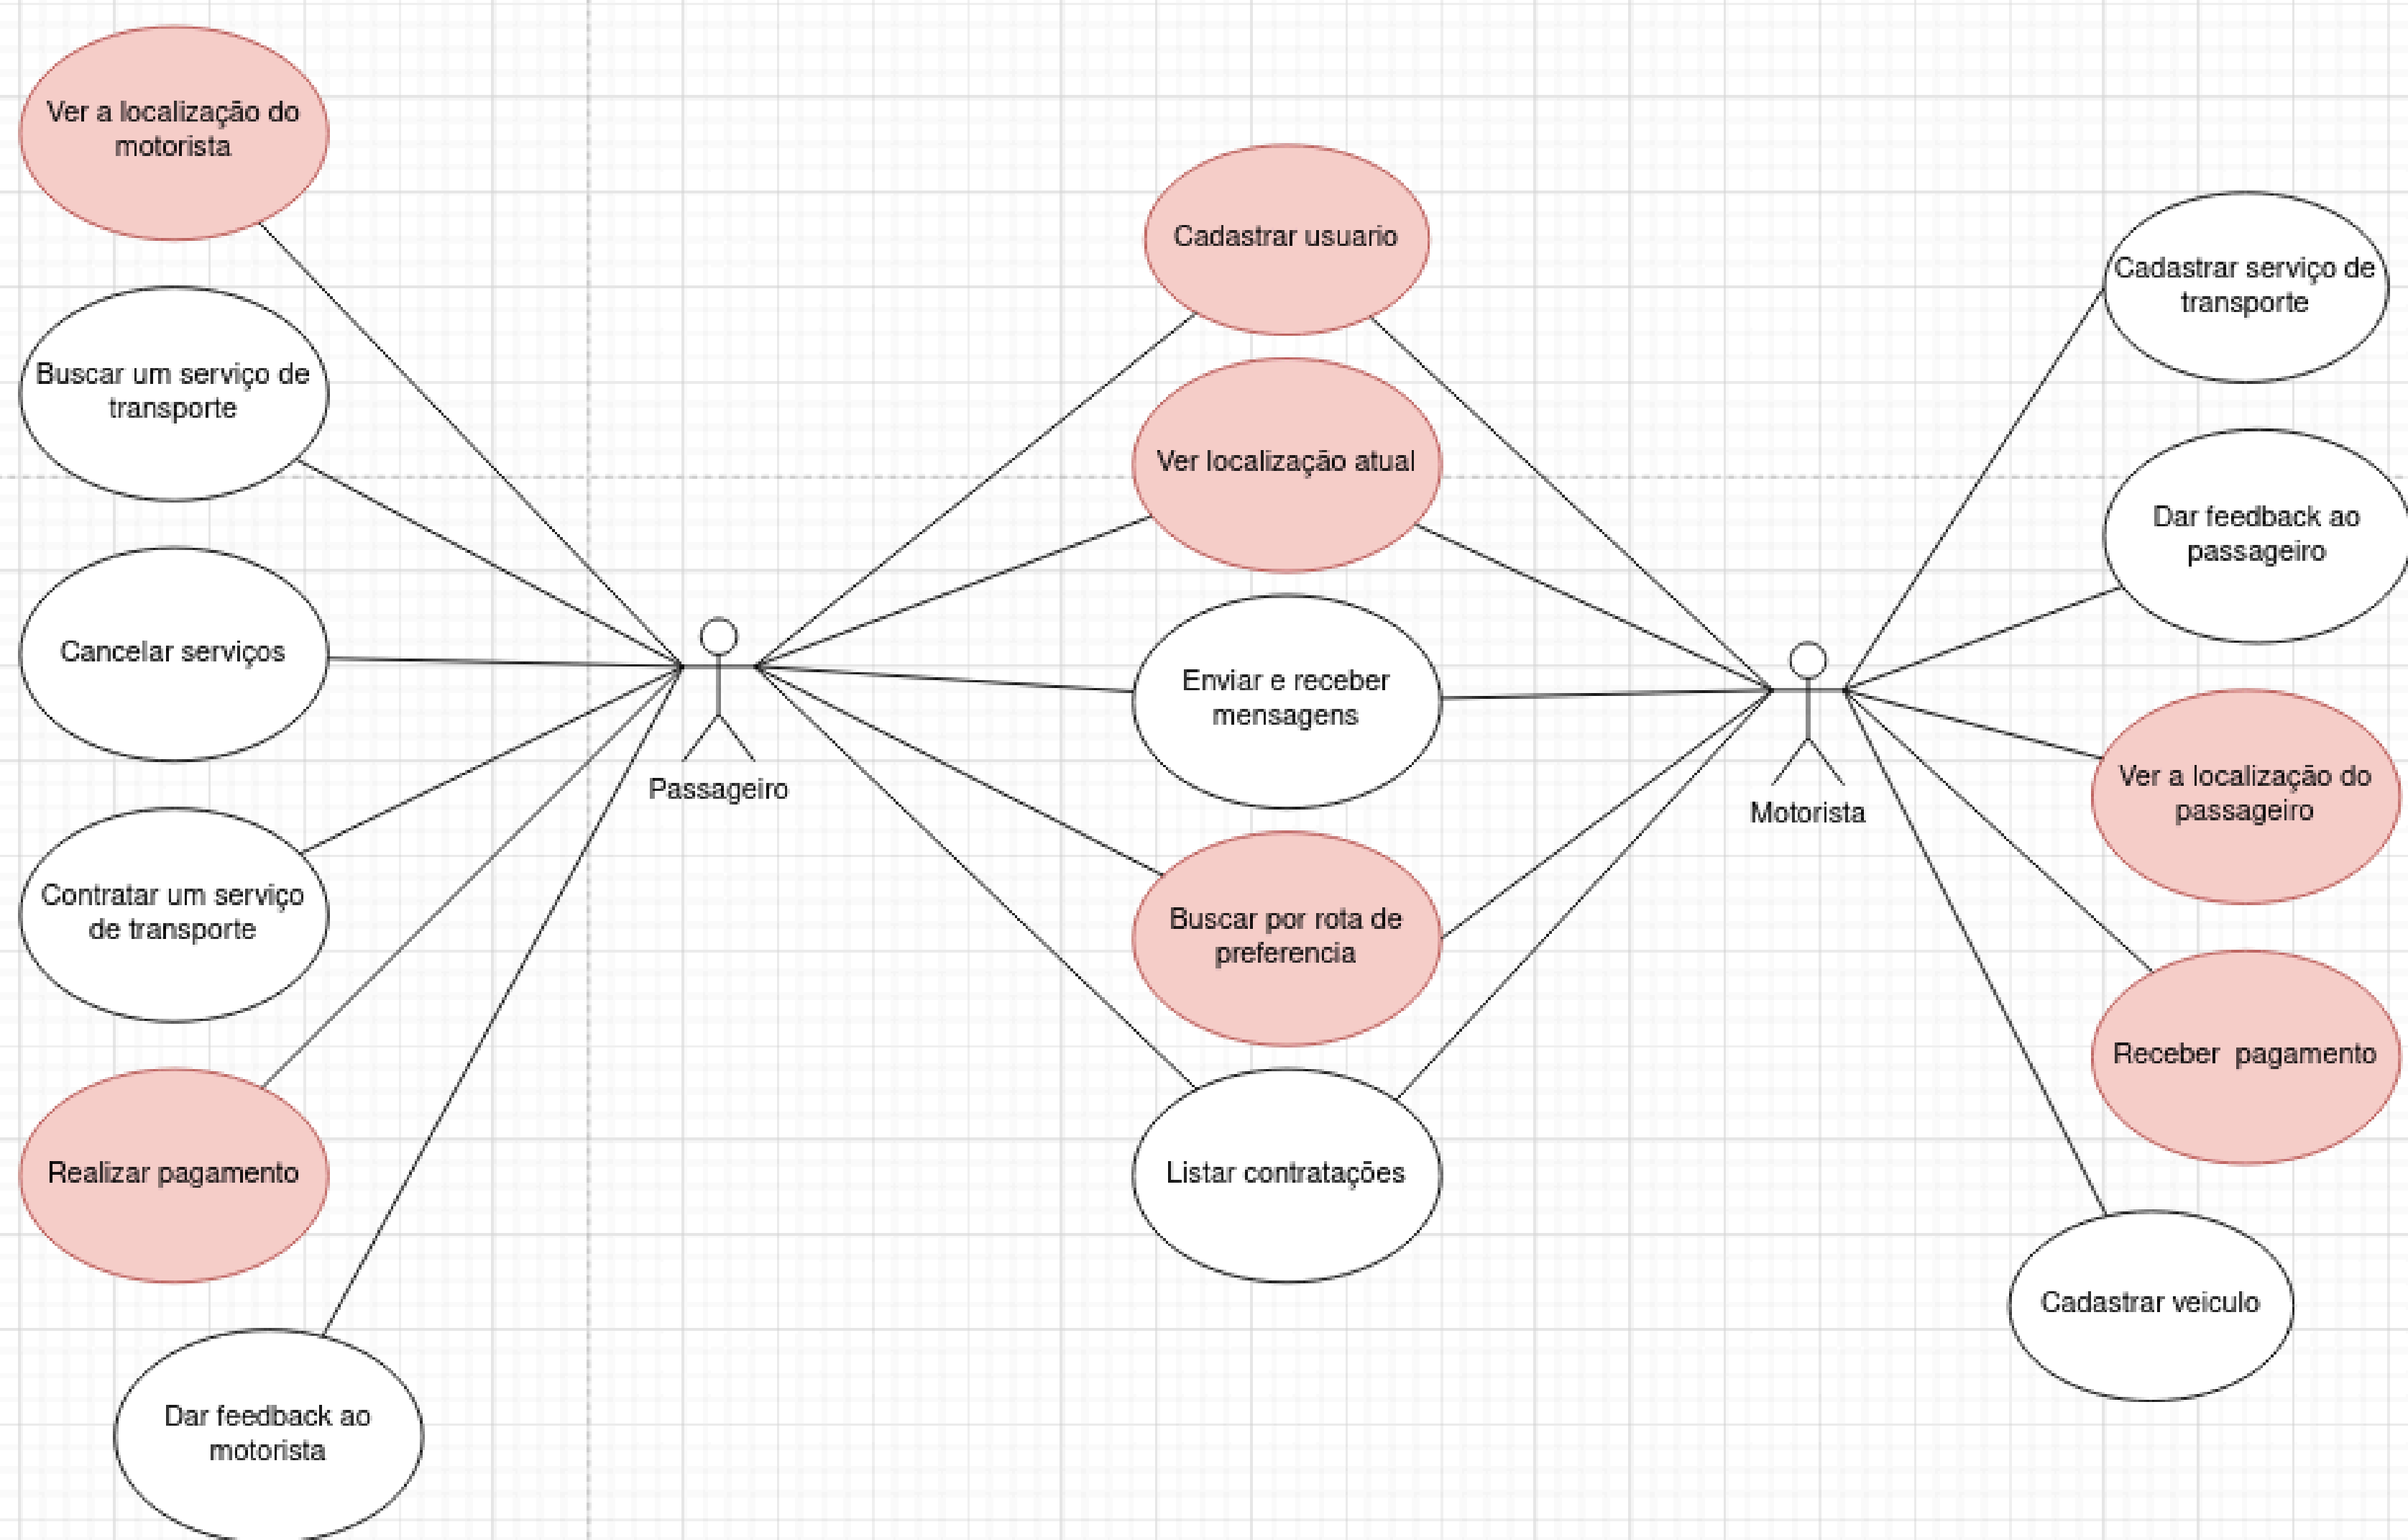 Ver a localização do
motorista
Buscar um serviço de
transporte
Cancelar serviços
Contratar um serviço
de transporte
Realizar pagamento
Dar feedback ao
motorista
Passageiro
Cadastrar usuario
Ver localização atual
Enviar e receber
mensagens
Buscar por rota de
preferencia
Listar contratações
Motorista
Cadastrar serviço de
transporte
Dar feedback ao
passageiro
Ver a localização do
passageiro
Receber  pagamento
Cadastrar veiculo